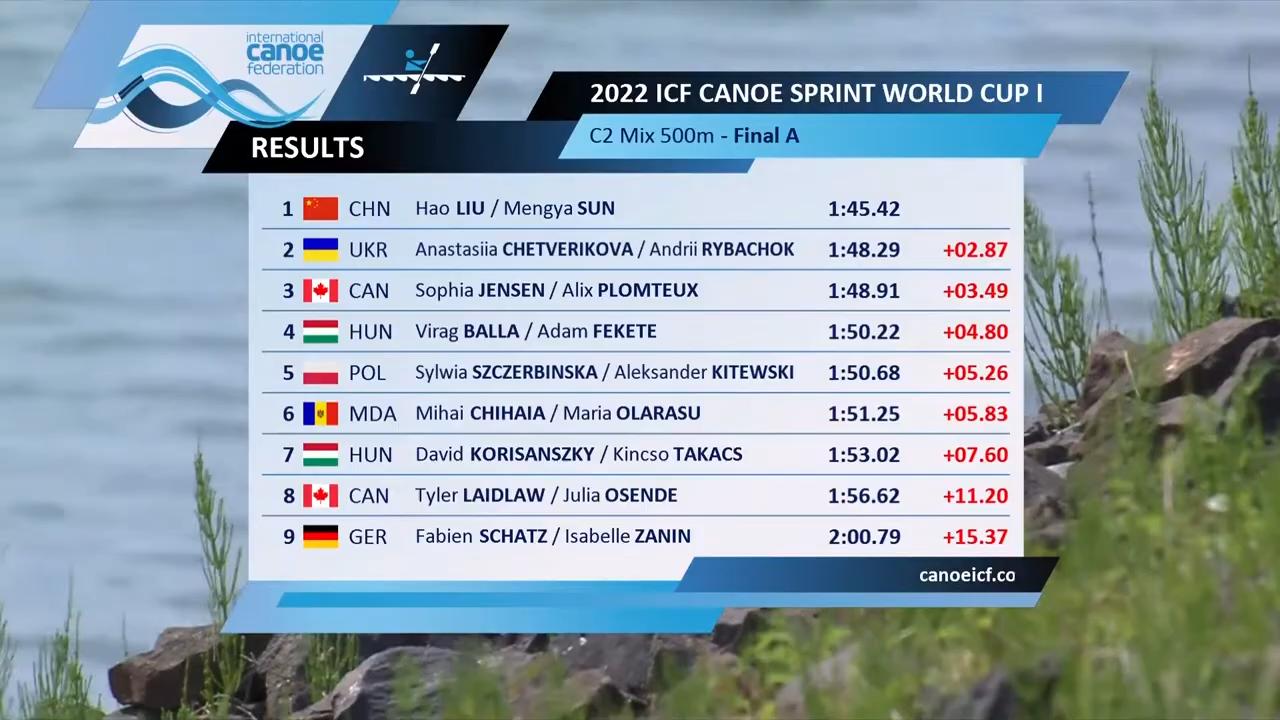 international
canoe
federation
2022 ICF CANOE SPRINT WORLD CUP I
C2 Mix 500m - Final A
RESULTS
1 CHN Hao LIU / Mengya SUN 1:45.42
2 UKR Anastasiia CHETVERIKOVA / Andrii RYBACHOK 1:48.29 +02.87
3 CAN Sophia JENSEN / Alix PLOMTEUX 1:48.91 +03.49
4 HUN Virag BALLA / Adam FEKETE 1:50.22 +04.80
5 POL Sylwia SZCZERBINSKA / Aleksander KITEWSKI 1:50.68 +05.26
6 MDA Mihai CHIHAIA / Maria OLARASU 1:51.25 +05.83
7 HUN David KORISANSZKY / Kincso TAKACS 1:53.02 +07.60
8 CAN Tyler LAIDLAW / Julia OSENDE 1:56.62 +11.20
9 GER Fabien SCHATZ / Isabelle ZANIN 2:00.79 +15.37
canoeicf.co